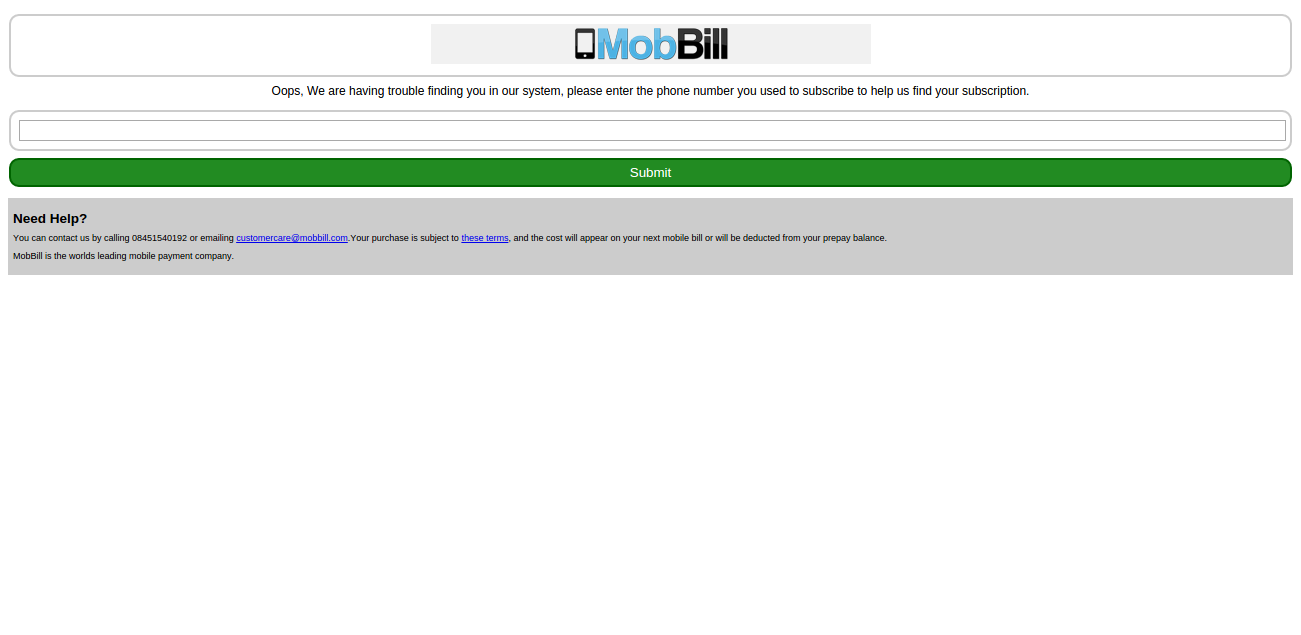 MobBill
Oops, We are having trouble finding you in our system, please enter the phone number you used to subscribe to help us find your subscription.
Submit
Need Help?
You can contact us by calling 08451540192 or emailing customercare@mobbill.com.Your purchase is subject to these terms, and the cost will appear on your next mobile bill or will be deducted from your prepay balance.
MobBill is the worlds leading mobile payment company.